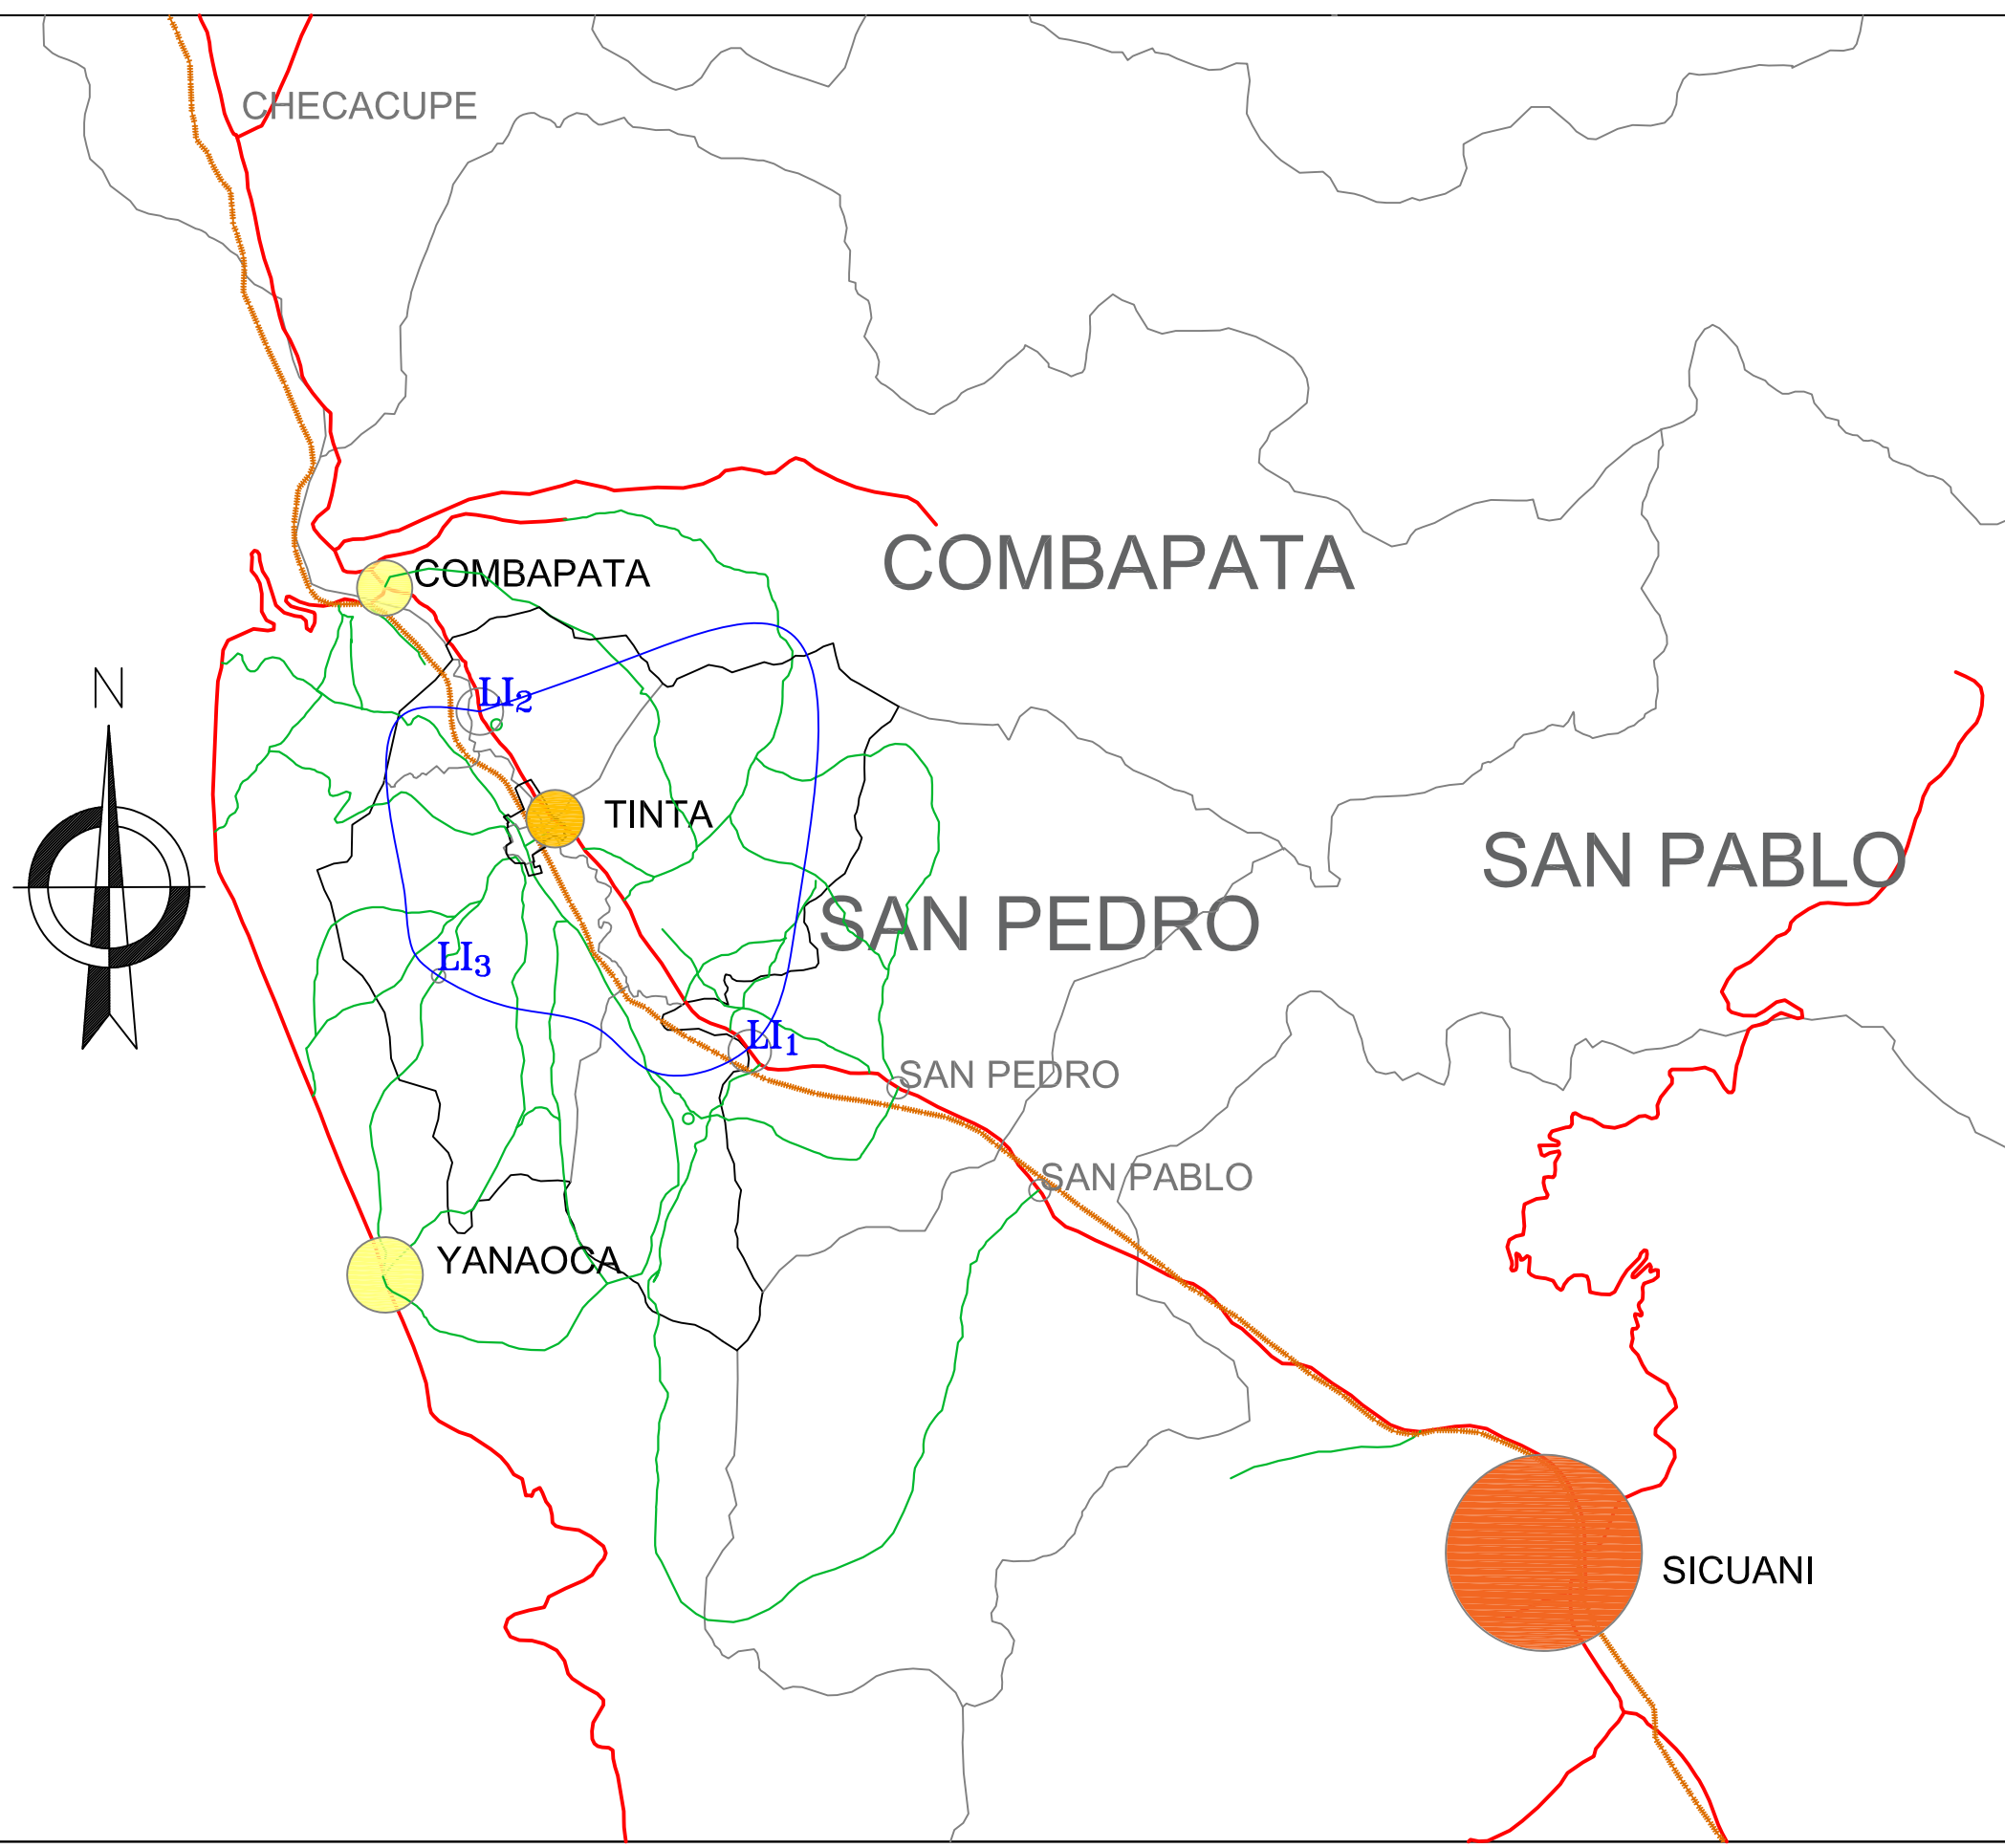 CHECACUPE
COMBAPATA
COMBAPATA
N
LI2
TINTA
SAN PABLO
SAN PEDRO
LI3
LI1
SAN PEDRO
SAN PABLO
YANAOCA
SICUANI